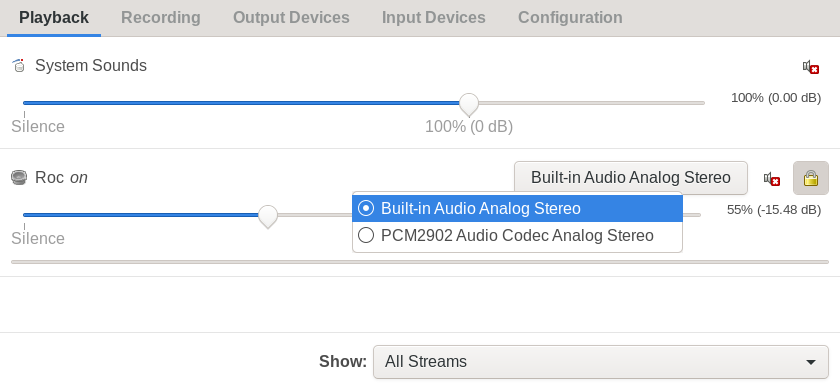 Playback Recording Output Devices Input Devices Configuration
System Sounds
100% (0.00 dB)
Silence 100% (0 dB)
Roc on Built-in Audio Analog Stereo
Built-in Audio Analog Stereo 55% (-15.48 dB)
Silence PCM2902 Audio Codec Analog Stereo
Show: All Streams